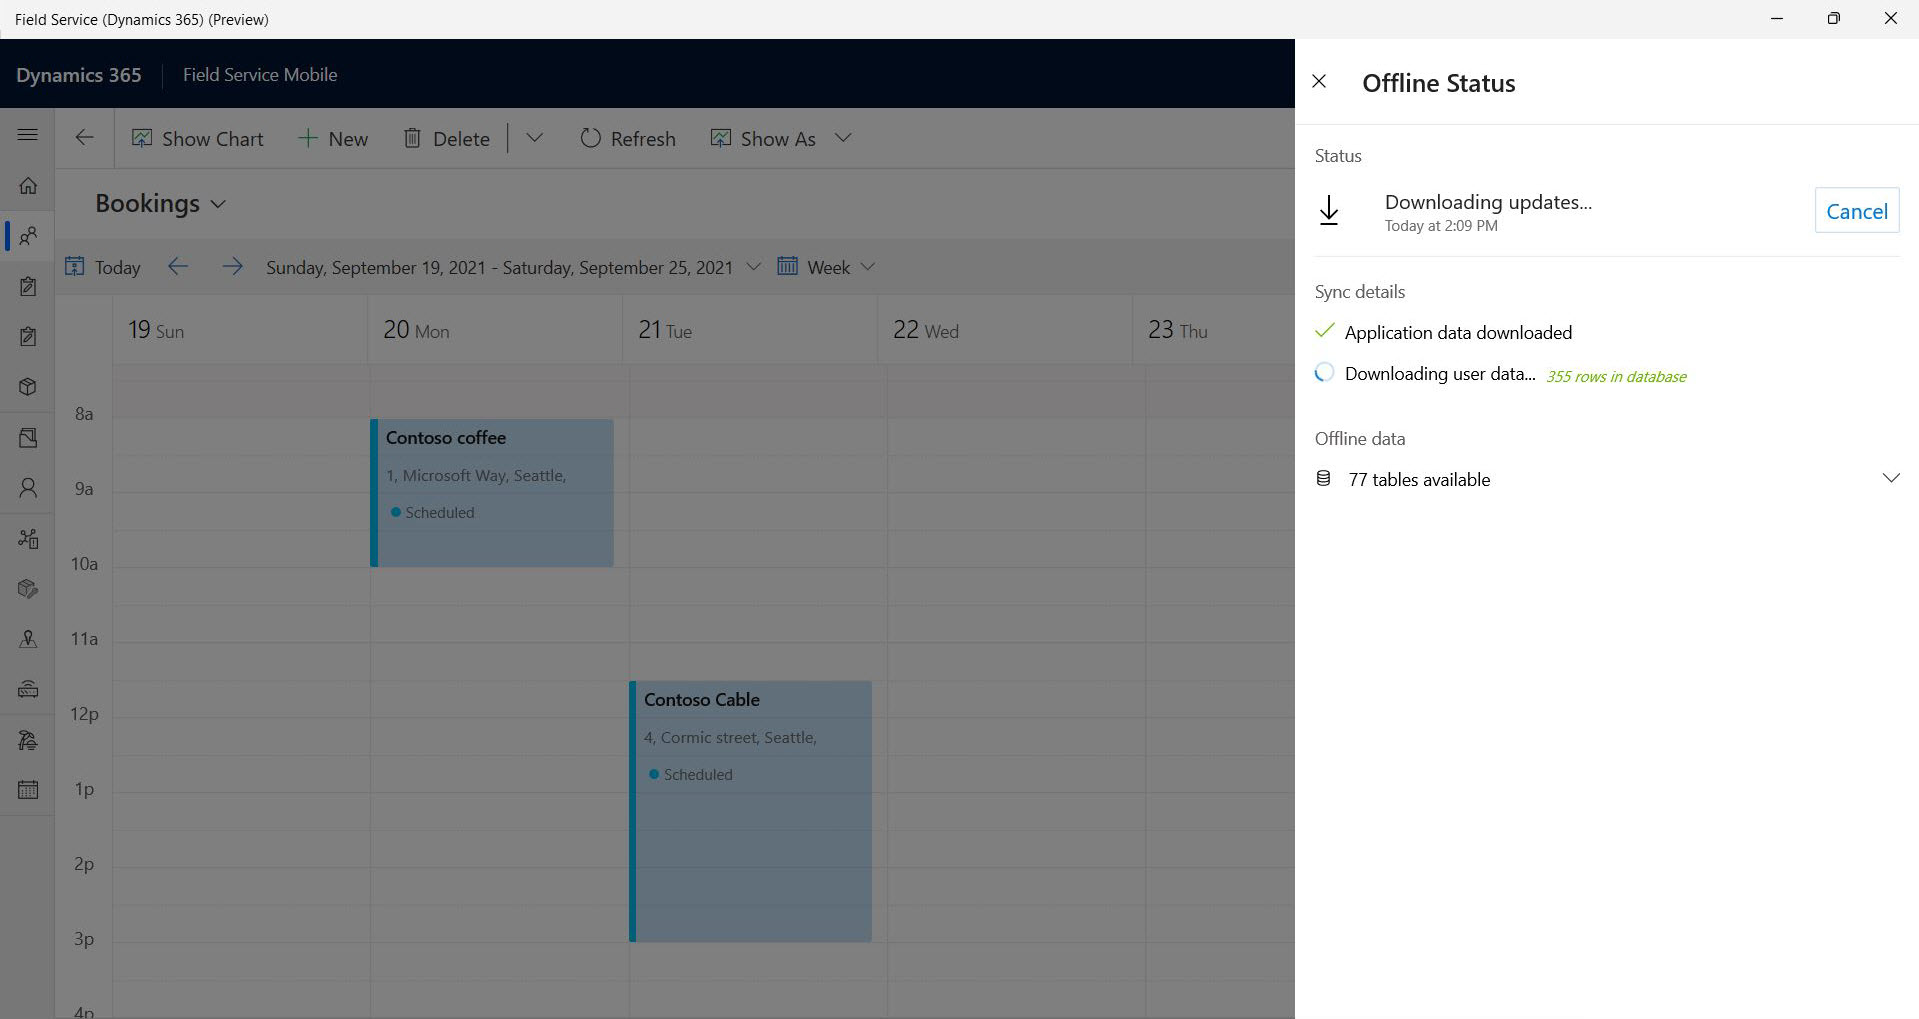 Field Service (Dynamics 365) (Preview)
Dynamics 365
Field Service Mobile
Show Chart
New
Delete
Refresh
Show As
Bookings
Today
Sunday, September 19, 2021 - Saturday, September 25, 2021
Week
19 Sun
20 Mon
21 Tue
22 Wed
23 Thu
8a
9a
10a
11a
12p
1p
2p
3p
4p
Contoso coffee
1, Microsoft Way, Seattle,
Scheduled
Contoso Cable
4, Cormic street, Seattle,
Scheduled
Offline Status
Status
Downloading updates...
Today at 2:09 PM
Cancel
Sync details
Application data downloaded
Downloading user data... 355 rows in database
Offline data
77 tables available